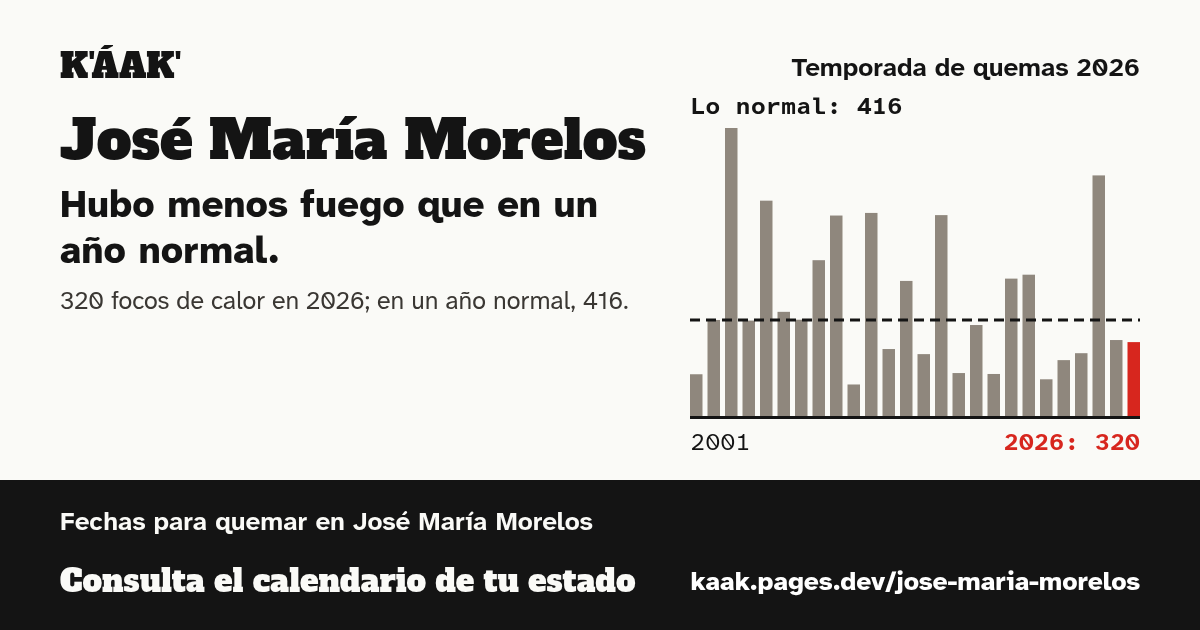 K'ÁAK'
José María Morelos
Hubo menos fuego que en un
año normal.
320 focos de calor en 2026; en un año normal, 416.
Temporada de quemas 2026
Lo normal: 416
2001
2026: 320
Fechas para quemar en José María Morelos
Consulta el calendario de tu estado
kaak.pages.dev/jose-maria-morelos